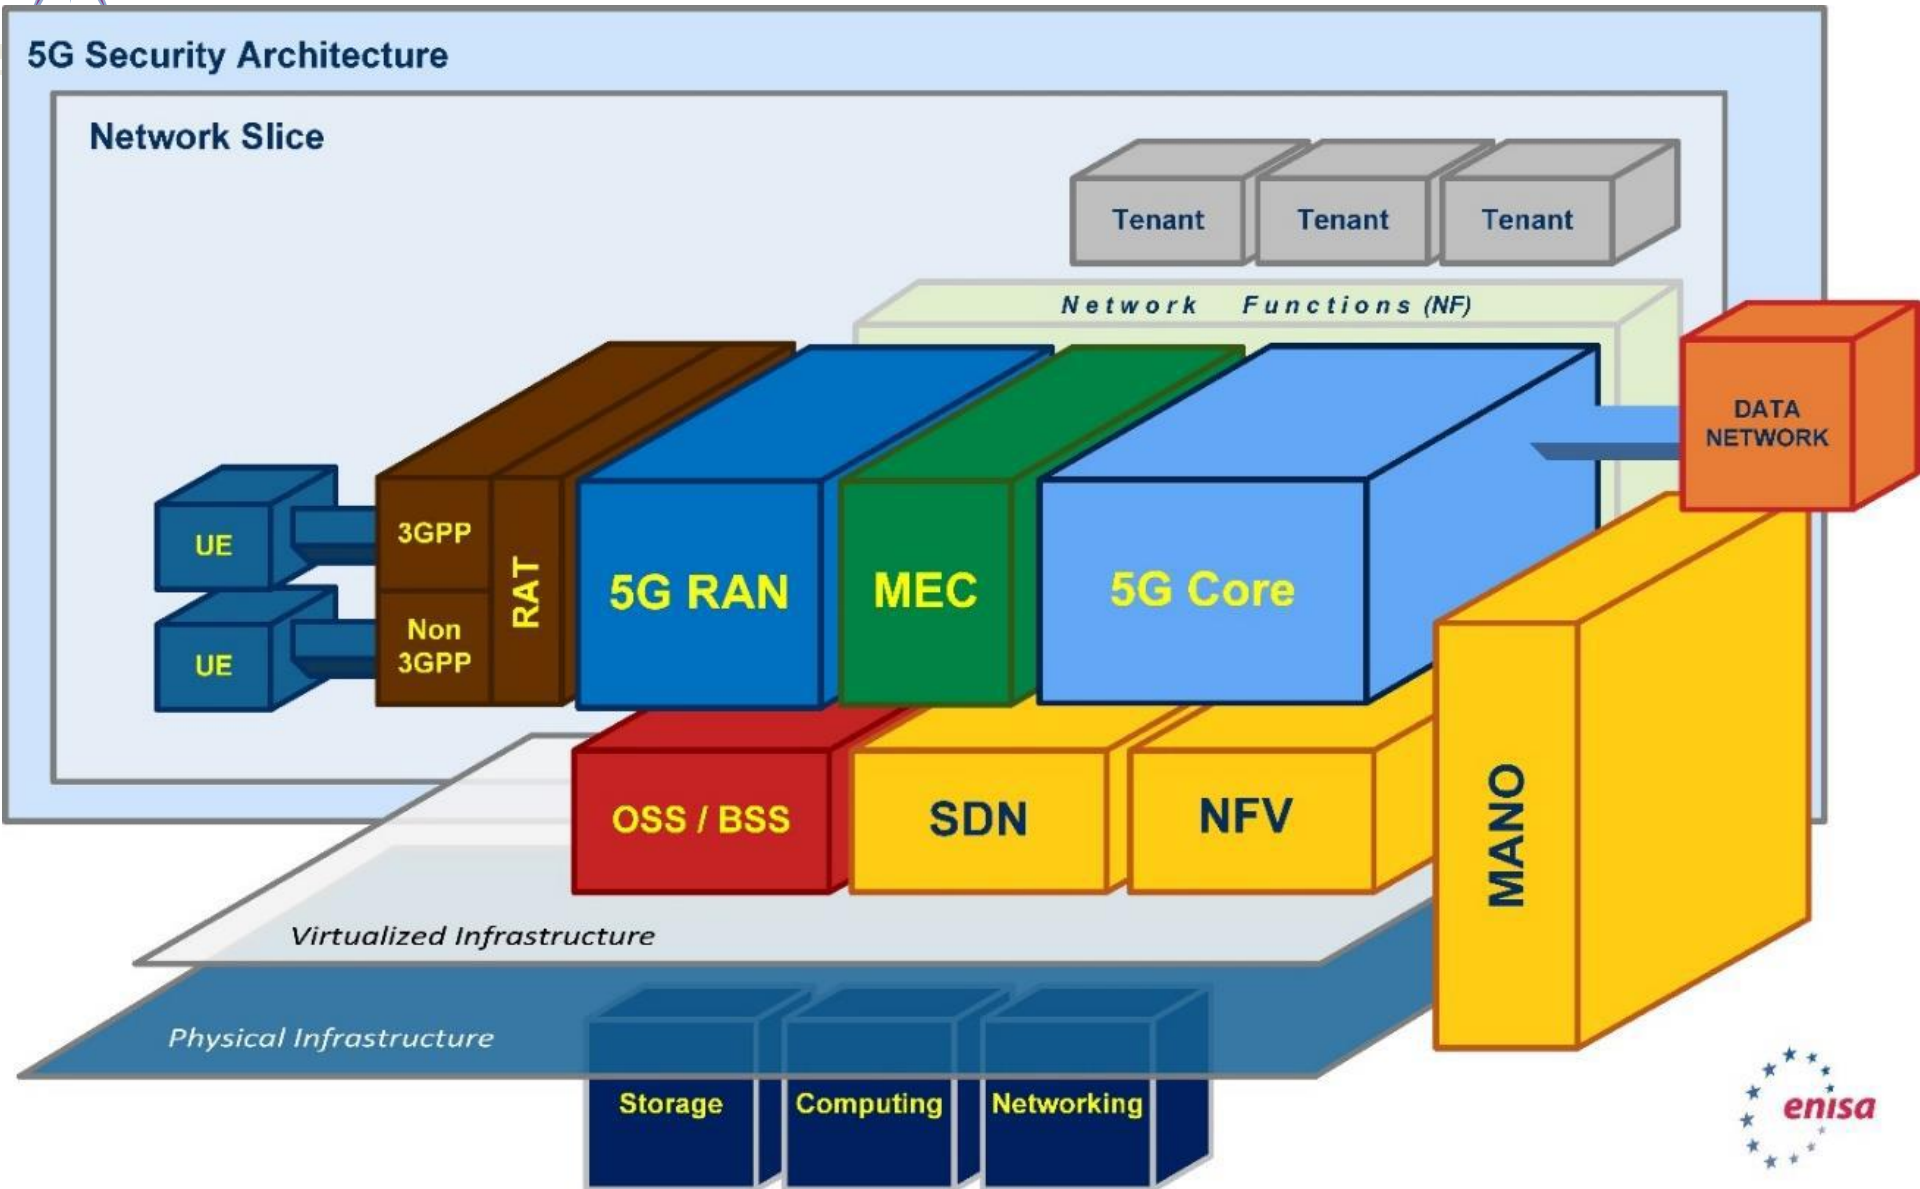 5G Security Architecture
Network Slice
Tenant
Tenant
Tenant
Network Functions (NF)
DATA
NETWORK
UE
3GPP
RAT
5G RAN
MEC
5G Core
UE
Non
3GPP
OSS / BSS
SDN
NFV
MANO
Virtualized Infrastructure
Physical Infrastructure
Storage
Computing
Networking
enisa